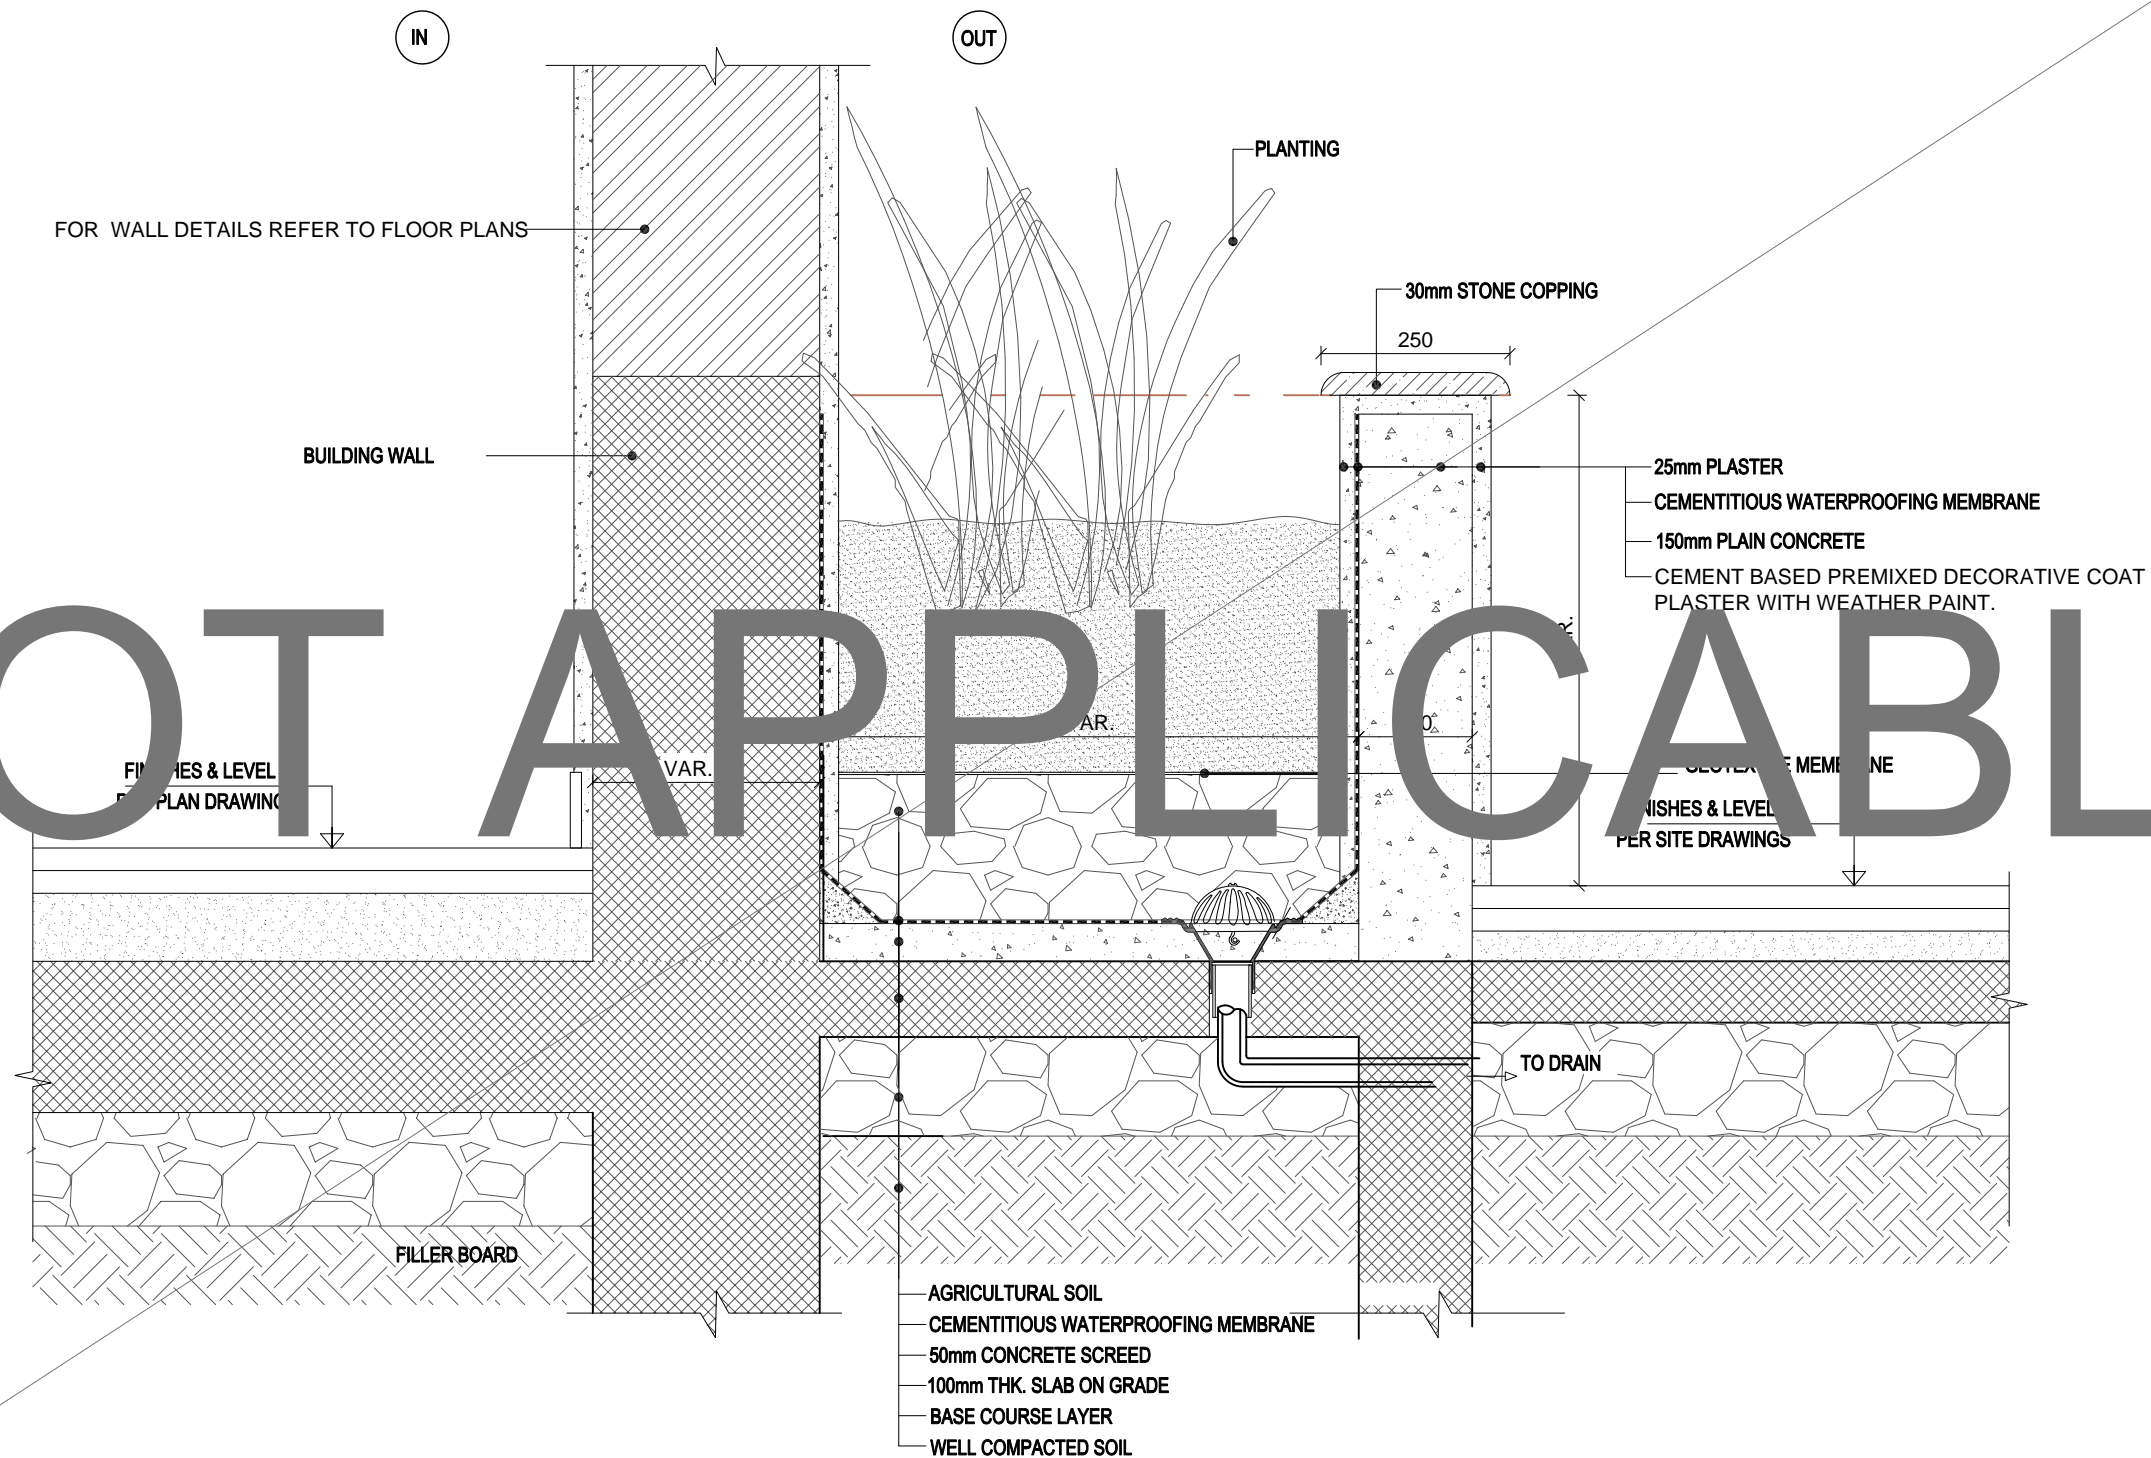 IN
OUT
PLANTING
FOR WALL DETAILS REFER TO FLOOR PLANS
30mm STONE COPPING
250
BUILDING WALL
25mm PLASTER
CEMENTITIOUS WATERPROOFING MEMBRANE
150mm PLAIN CONCRETE
CEMENT BASED PREMIXED DECORATIVE COAT
PLASTER WITH WEATHER PAINT.
OT APPLICABL
VAR.
& LEVEL
PLAN DRAWING
& LEVEL
PER SITE DRAWINGS
TO DRAIN
FILLER BOARD
AGRICULTURAL SOIL
CEMENTITIOUS WATERPROOFING MEMBRANE
50mm CONCRETE SCREED
100mm THK. SLAB ON GRADE
BASE COURSE LAYER
WELL COMPACTED SOIL